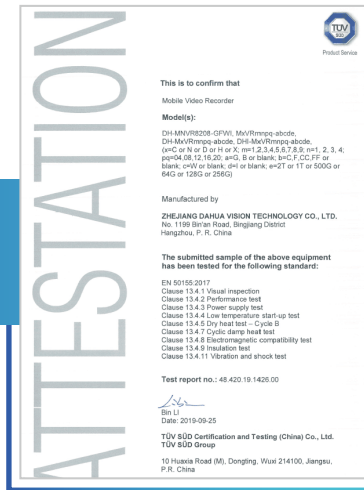 TÜV
SÜD
Product Service
ATTESTATION
This is to confirm that
Mobile Video Recorder
Model(s):
DH-MNVR8208-GFWI, MxVRmnpq-abcde,
DH-MxVRmnpq-abcde, DHI-MxVRmnpq-abcde,
(x=C or N or D or H or X; m=1,2,3,4,5,6,7,8,9; n=1, 2, 3, 4;
pq=04,08,12,16,20; a=G, B or blank; b=C,F,CC,FF or
blank; c=W or blank; d=I or blank; e=2T or 1T or 500G or
64G or 128G or 256G)
Manufactured by
ZHEJIANG DAHUA VISION TECHNOLOGY CO., LTD.
No. 1199 Bin'an Road, Bingjiang District
Hangzhou, P. R. China
The submitted sample of the above equipment
has been tested for the following standard:
EN 50155:2017
Clause 13.4.1 Visual inspection
Clause 13.4.2 Performance test
Clause 13.4.3 Power supply test
Clause 13.4.4 Low temperature start-up test
Clause 13.4.5 Dry heat test – Cycle B
Clause 13.4.7 Cyclic damp heat test
Clause 13.4.8 Electromagnetic compatibility test
Clause 13.4.9 Insulation test
Clause 13.4.11 Vibration and shock test
Test report no.: 48.420.19.1426.00
Bin LI
Date: 2019-09-25
TÜV SÜD Certification and Testing (China) Co., Ltd.
TÜV SÜD Group
10 Huaxia Road (M), Dongting, Wuxi 214100, Jiangsu,
P.R. China